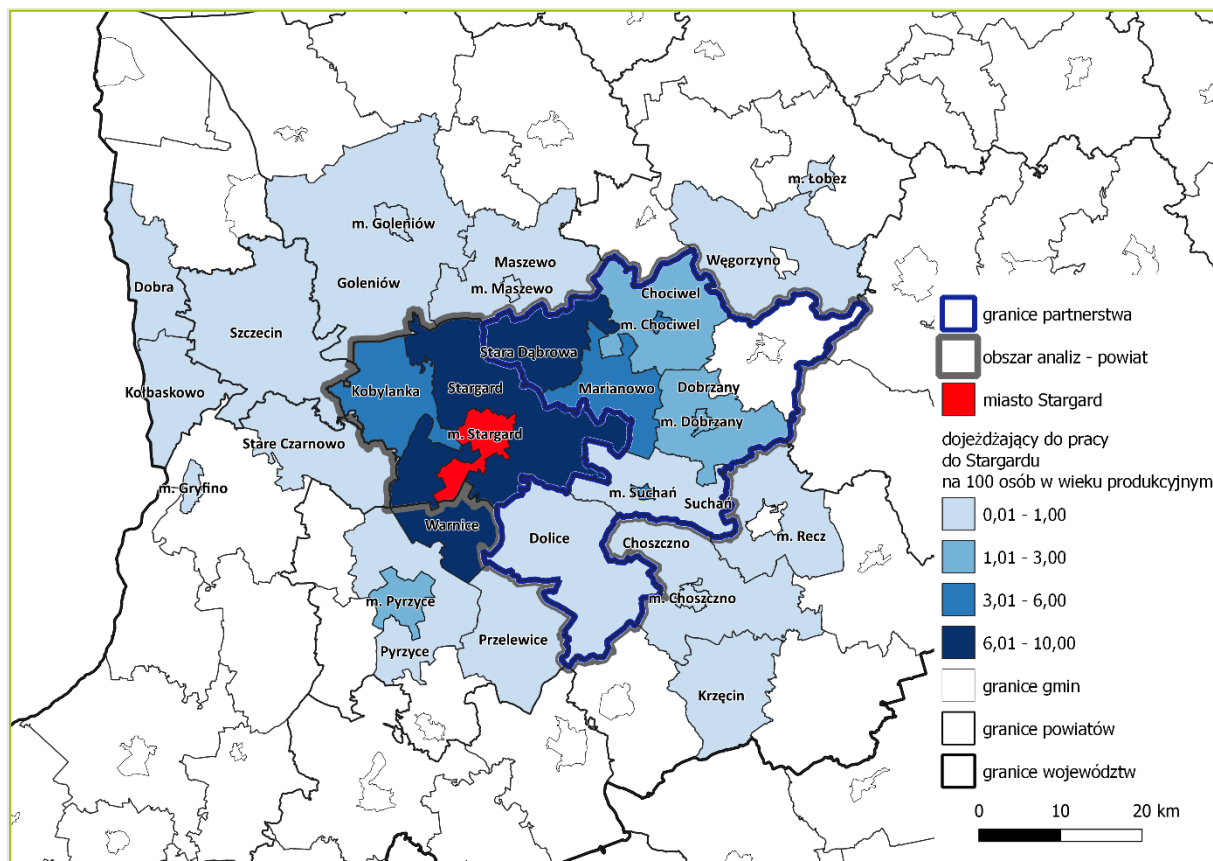 m. Łobez
m. Goleniów
Maszewo
Węgorzyno
Dobra
Goleniów
m. Maszewo
Chociwel
Szczecin
m. Chociwel
Stara Dąbrowa
Kołbaskowo
Kobylanka
Stargard
Marianowo
Dobrzany
m. Dobrzany
m. Stargard
Stare Czarnowo
m. Gryfino
m. Suchań
Suchań
Warnice
Dolice
Choszczno
m. Recz
m. Pyrzyce
m. Choszczno
Przelewice
Pyrzyce
Krzęcin
granice partnerstwa
obszar analiz - powiat
miasto Stargard
dojeżdżający do pracy
do Stargardu
na 100 osób w wieku produkcyjnym
0,01 - 1,00
1,01 - 3,00
3,01 - 6,00
6,01 - 10,00
granice gmin
granice powiatów
granice województw
0 10 20 km